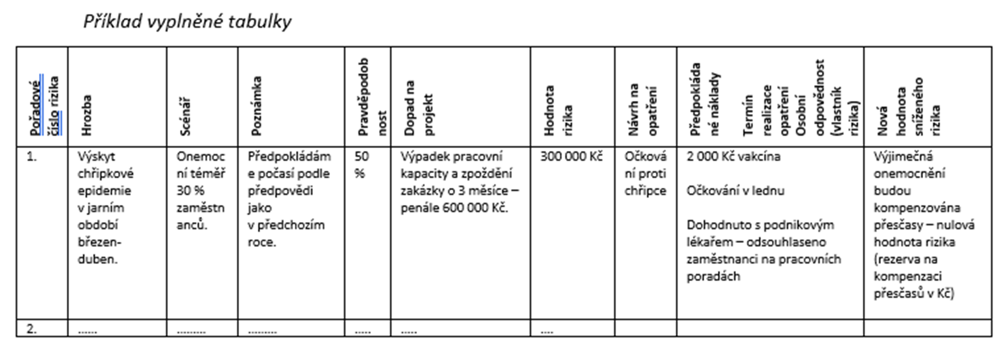 Příklad vyplněné tabulky
Pořadové
číslo rizika
Hrozba
Scénář
Poznámka
Pravděpodob
nost
Dopad na
projekt
Hodnota
rizika
Návrh na
opatření
Předpokláda
né náklady
Termín
realizace
opatření
Osobní
odpovědnost
(vlastník
rizika)
Nová
hodnota
sníženého
rizika
1.
Výskyt
chřipkové
epidemie
v jarním
období
březen-
duben.
Onemoc
ní téměř
30 %
zaměstn
anců.
Předpokládám
e počasí podle
předpovědi
jako
v předchozím
roce.
50
%
Výpadek pracovní
kapacity a zpoždění
zakázky o 3 měsíce –
penále 600 000 Kč.
300 000 Kč
Očková
ní proti
chřipce
2 000 Kč vakcína
Očkování v lednu
Dohodnuto s podnikovým
lékařem – odsouhlaseno
zaměstnanci na pracovních
poradách
Výjimečná
onemocnění
budou
kompenzována
přesčasy – nulová
hodnota rizika
(rezerva na
kompenzaci
přesčasů v Kč)
2.
......
.........
.........
.....
.....
....